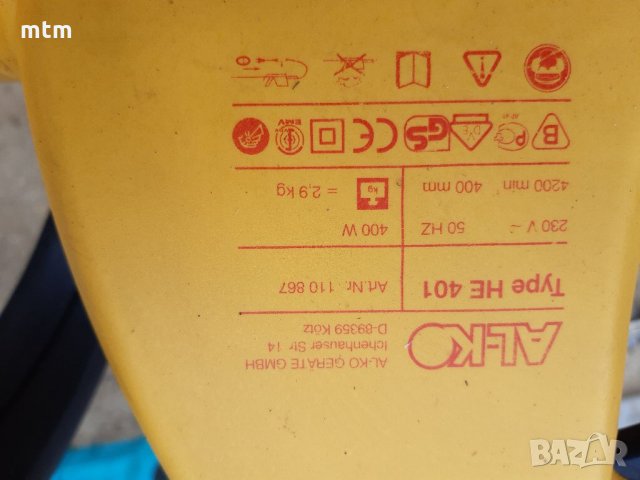 mtm
AL-KO
AL-KO GERÄTE GMBH
Ichenhauser Str 14
D-89359 Kötz
Type HE 401
Art.Nr 110 867
230 V ~ 50 HZ
400 W
4200 min 400 mm
kg = 2,9 kg
B
GS
CE
EMV
BAZAR